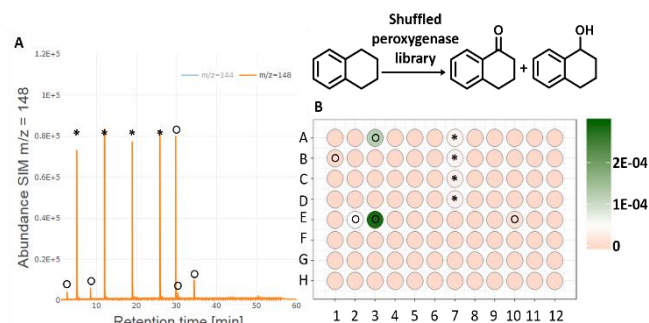 A
Abundance SIM m/z = 148
1.2E+5
1E+5
0.8E+5
0.6E+5
0.4E+5
0.2E+5
0
m/z=144 m/z=148
* * * * O
O O O O
10 20 30 40 50 60
Retention time [min]
Shuffled
peroxygenase
library
O
+
OH
B
A
B
C
D
E
F
G
H
O *
O *
*
*
O O O
1 2 3 4 5 6 7 8 9 10 11 12
2E-04
1E-04
0